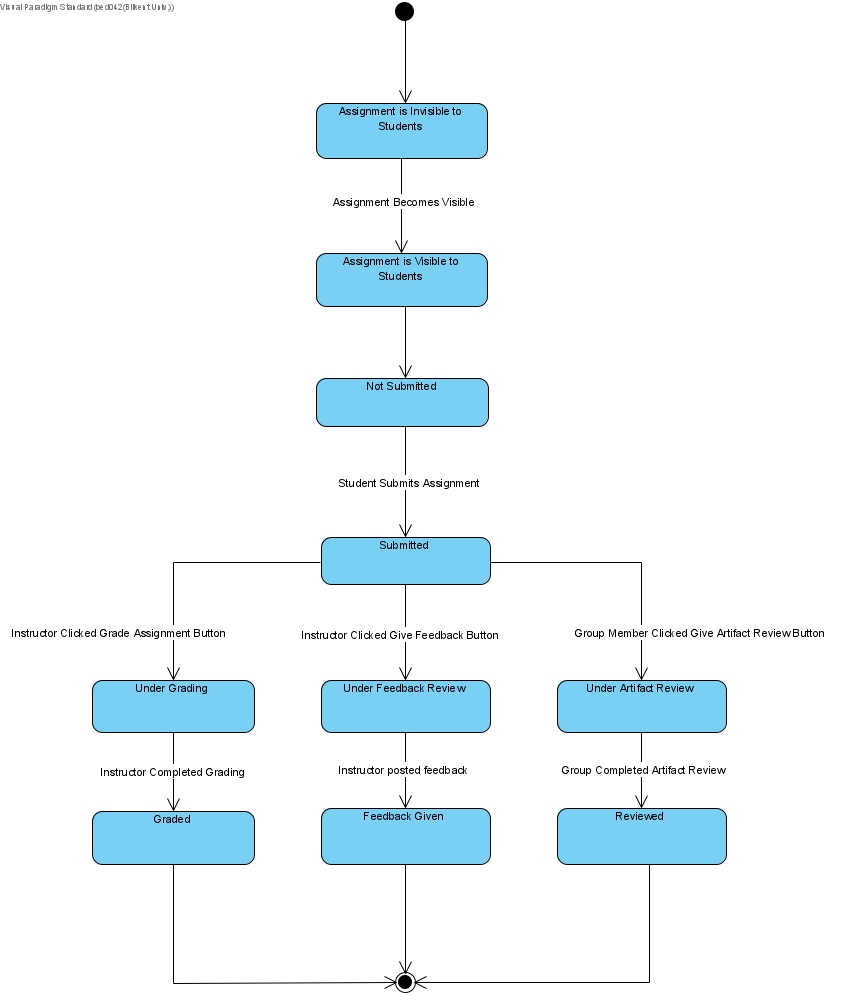 Visual Paradigm Standard(bed042(Bilkent Univ.))
Assignment is Invisible to
Students
Assignment Becomes Visible
Assignment is Visible to
Students
Not Submitted
Student Submits Assignment
Submitted
Instructor Clicked Grade Assignment Button
Instructor Clicked Give Feedback Button
Group Member Clicked Give Artifact Review Button
Under Grading
Under Feedback Review
Under Artifact Review
Instructor Completed Grading
Instructor posted feedback
Group Completed Artifact Review
Graded
Feedback Given
Reviewed